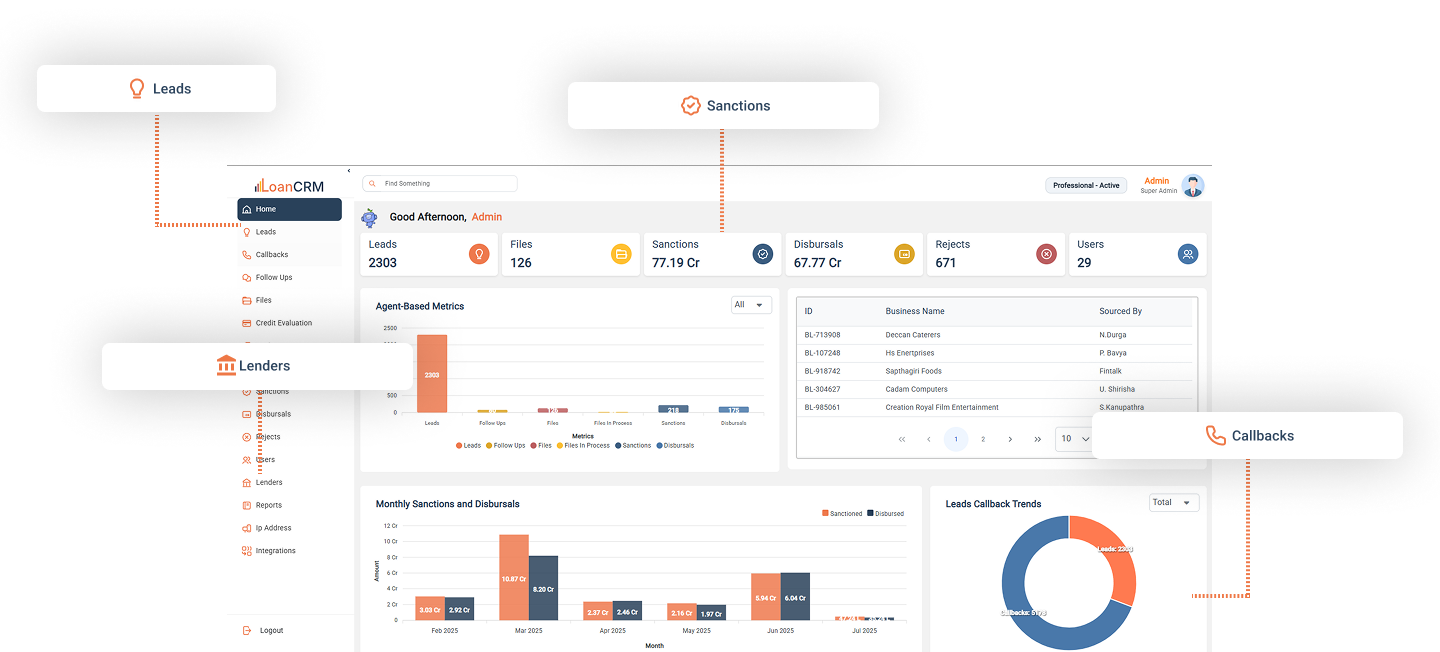 Leads
Sanctions
LoanCRM
Find Something
Professional - Active
Admin
Super Admin
Home
Leads
Callbacks
Follow Ups
Files
Credit Evaluation
Lenders
Sanctions
Disbursals
Rejects
Users
Lenders
Reports
Ip Address
Integrations
Logout
Good Afternoon, Admin
Leads
2303
Files
126
Sanctions
77.19 Cr
Disbursals
67.77 Cr
Rejects
671
Users
29
Agent-Based Metrics
All
2500
500
0
2303
126
218
175
Leads Follow Ups Files Files In Process Sanctions Disbursals
Metrics
Leads Follow Ups Files Files In Process Sanctions Disbursals
ID Business Name Sourced By
BL-713908 Deccan Caterers N.Durga
BL-107248 Hs Enertprises P. Bavya
BL-918742 Sapthagiri Foods Fintalk
BL-304627 Cadam Computers U. Shirisha
BL-985061 Creation Royal Film Entertainment S.Kanupathra
1 2 10
Callbacks
Monthly Sanctions and Disbursals
Sanctioned Disbursed
12 Cr
10 Cr
8 Cr
6 Cr
4 Cr
2 Cr
0
Amount
3.03 Cr 2.92 Cr
10.87 Cr 8.20 Cr
2.37 Cr 2.46 Cr
2.16 Cr 1.97 Cr
5.94 Cr 6.04 Cr
Feb 2025 Mar 2025 Apr 2025 May 2025 Jun 2025 Jul 2025
Month
Leads Callback Trends
Total
Leads: 2303